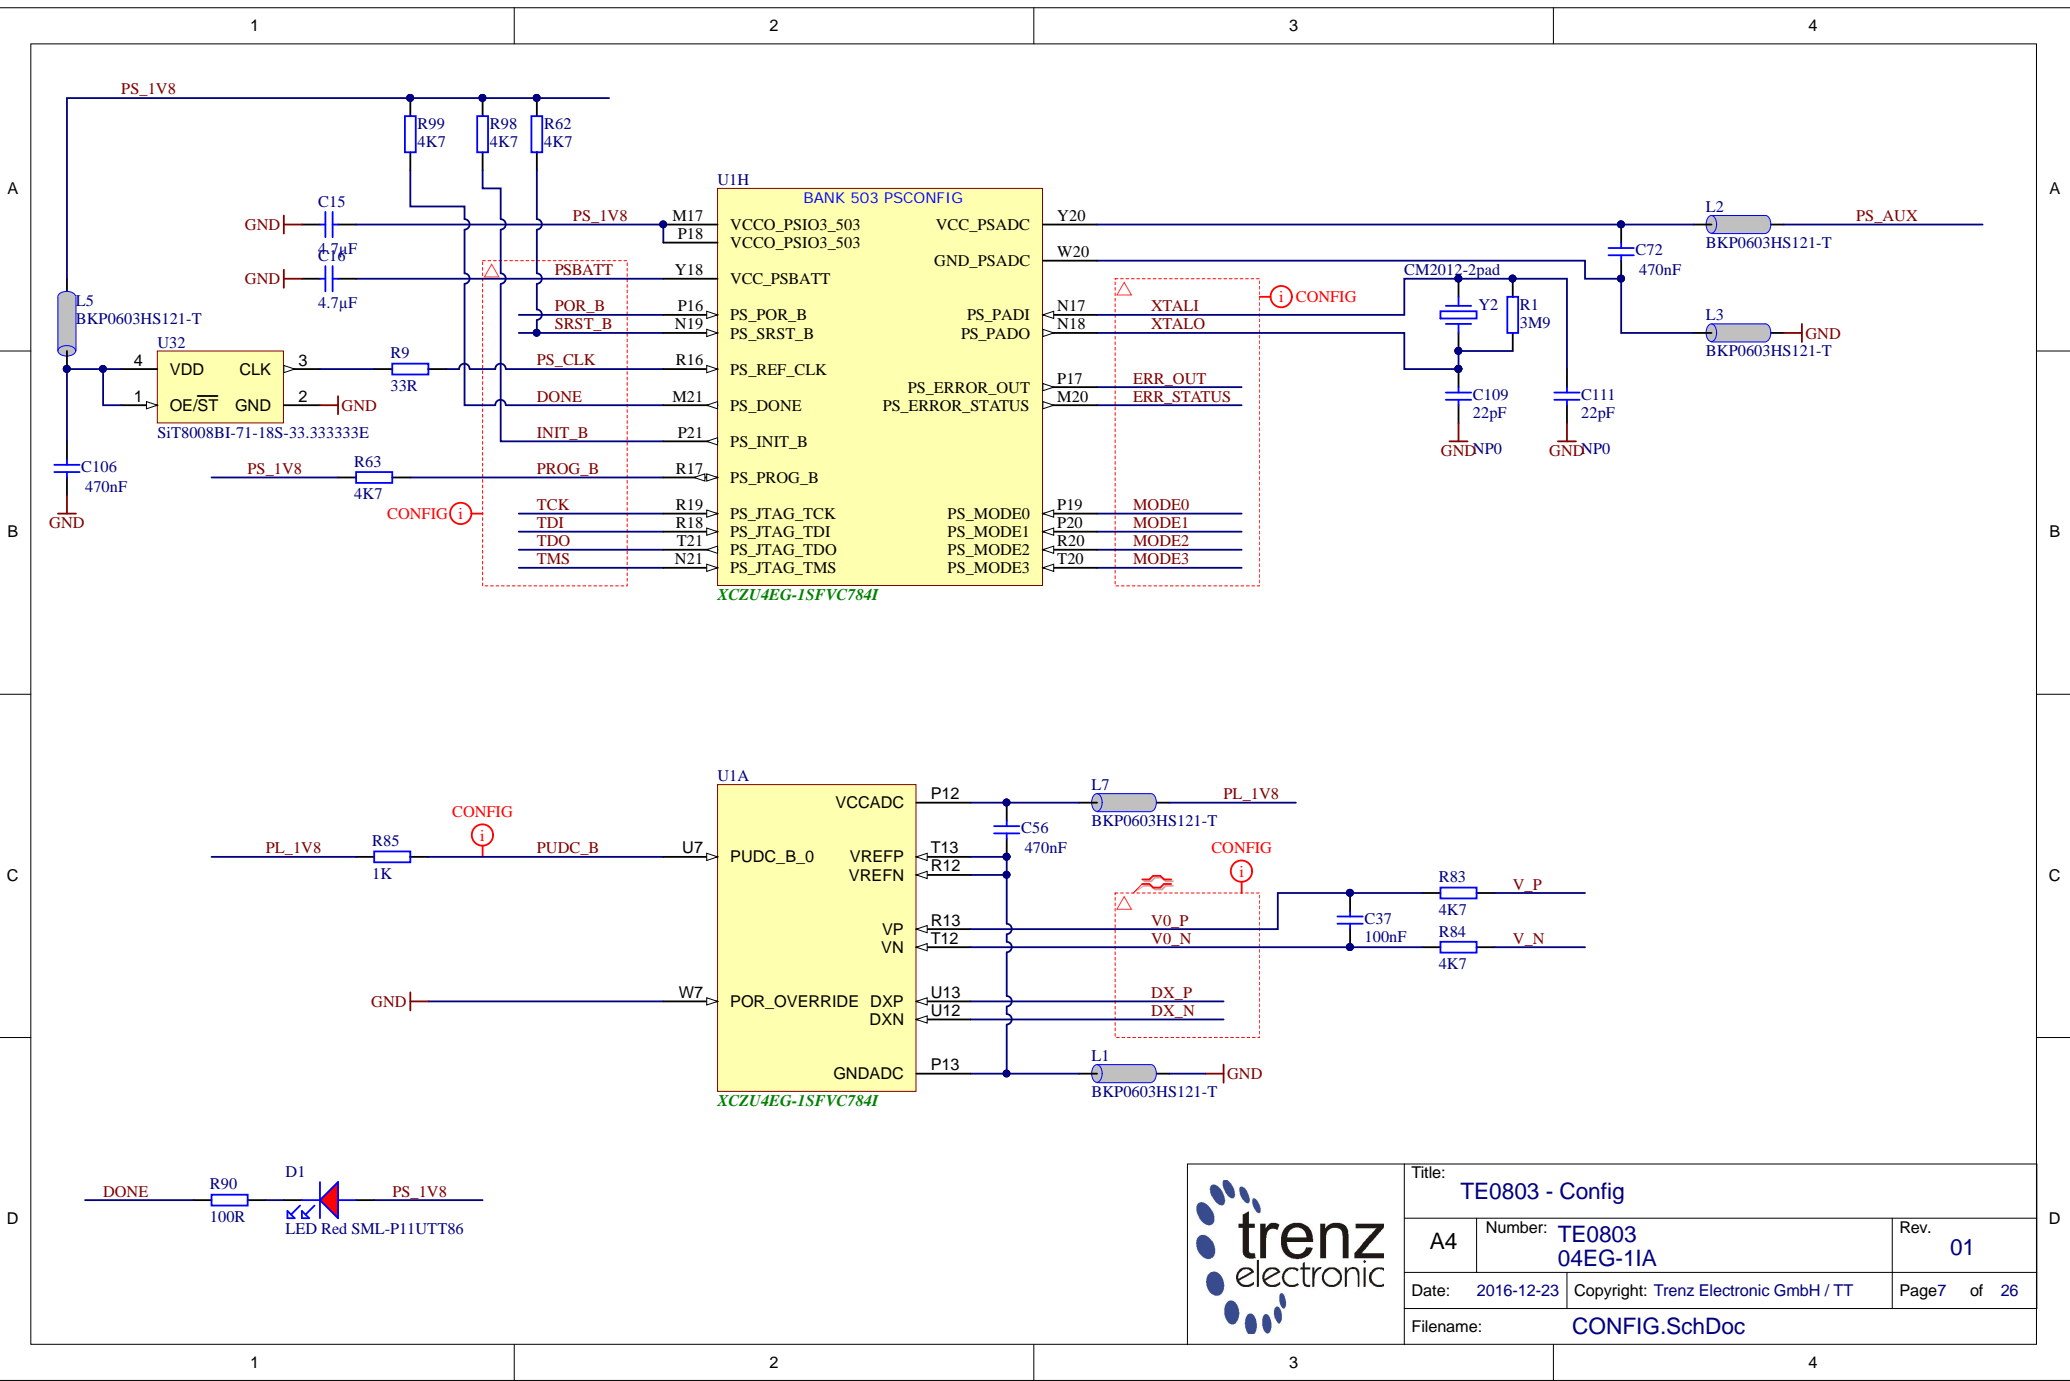 1
2
3
4
A
A
PS_1V8
R99
4K7
R98
4K7
R62
4K7
C15
4.7µF
GND
PS_1V8
C16
4.7µF
GND
PSBATT
POR_B
SRST_B
PS_CLK
DONE
INIT_B
PROG_B
TCK
TDI
TDO
TMS
CONFIG
i
L5
BKP0603HS121-T
U32
4
VDD
CLK
3
1
OE/ST
GND
2
GND
SiT8008BI-71-18S-33.333333E
R9
33R
C106
470nF
GND
PS_1V8
R63
4K7
U1H
BANK 503 PSCONFIG
M17
VCCO_PSIO3_503
P18
VCCO_PSIO3_503
Y18
VCC_PSBATT
P16
PS_POR_B
N19
PS_SRST_B
R16
PS_REF_CLK
M21
PS_DONE
P21
PS_INIT_B
R17
PS_PROG_B
R19
PS_JTAG_TCK
R18
PS_JTAG_TDI
T21
PS_JTAG_TDO
N21
PS_JTAG_TMS
VCC_PSADC
Y20
GND_PSADC
W20
PS_PADI
N17
XTALI
PS_PADO
N18
XTALO
PS_ERROR_OUT
P17
ERR_OUT
PS_ERROR_STATUS
M20
ERR_STATUS
PS_MODE0
P19
MODE0
PS_MODE1
P20
MODE1
PS_MODE2
R20
MODE2
PS_MODE3
T20
MODE3
XCZU4EG-1SFVC784I
i
CONFIG
CM2012-2pad
Y2
R1
3M9
C109
22pF
GND
NP0
C111
22pF
GND
NP0
C72
470nF
L2
BKP0603HS121-T
PS_AUX
L3
BKP0603HS121-T
GND
B
B
C
C
U1A
PL_1V8
R85
1K
CONFIG
i
PUDC_B
U7
PUDC_B_0
GND
W7
POR_OVERRIDE
VCCADC
P12
VREFP
T13
VREFN
R12
VP
R13
VN
T12
DXP
U13
DXN
U12
GNDADC
P13
XCZU4EG-1SFVC784I
L7
BKP0603HS121-T
PL_1V8
C56
470nF
CONFIG
i
V0_P
V0_N
DX_P
DX_N
C37
100nF
R83
4K7
V_P
R84
4K7
V_N
L1
BKP0603HS121-T
GND
D
D
DONE
R90
100R
D1
LED Red SML-P11UTT86
PS_1V8
trenz
electronic
Title:
TE0803 - Config
A4
Number: TE0803
04EG-1IA
Rev.
01
Date: 2016-12-23
Copyright: Trenz Electronic GmbH / TT
Page7 of 26
Filename: CONFIG.SchDoc
1
2
3
4